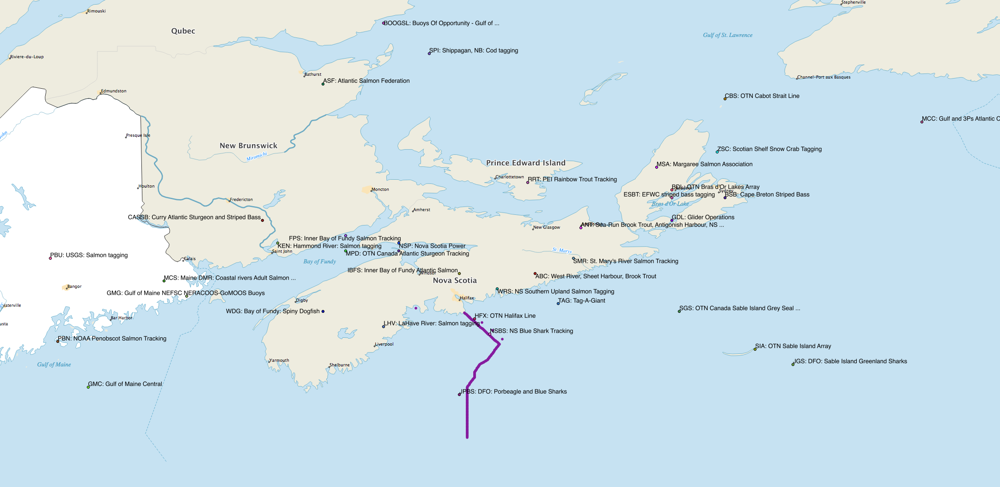 Stephenville
Rimouski
BOOGSL: Buoys Of Opportunity - Gulf of ...
Qubec
Gulf of St. Lawrence
SPI: Shippagan, NB: Cod tagging
Riviere-du-Loup
Bathurst
Channel-Port aux Basques
ASF: Atlantic Salmon Federation
Edmundston
CBS: OTN Cabot Strait Line
MCC: Gulf and 3Ps Atlantic C
John
Presque Isle
New Brunswick
ZSC: Scotian Shelf Snow Crab Tagging
Miramichi
Prince Edward Island
MSA: Margaree Salmon Association
Charlottetown
RRT: PEI Rainbow Trout Tracking
Houlton
Moncton
BDL: OTN Bras d'Or Lakes Array
Sydney
ESBT: EFWC striped bass tagging
BSB: Cape Breton Striped Bass
Fredericton
Bras d'Or Lake
Amherst
CASSB: Curry Atlantic Sturgeon and Striped Bass
GDL: Glider Operations
New Glasgow
ANT: Sea-Run Brook Trout, Antigonish Harbour, NS ...
FPS: Inner Bay of Fundy Salmon Tracking
KEN: Hammond River: Salmon tagging
NSP: Nova Scotia Power
Saint John
St. Marys
MPD: OTN Canada Atlantic Sturgeon Tracking
PBU: USGS: Salmon tagging
Calais
Bay of Fundy
SMR: St. Mary's River Salmon Tracking
IBFS: Inner Bay of Fundy Atlantic Salmon
Windsor
ABC: West River, Sheet Harbour, Brook Trout
MCS: Maine DMR: Coastal rivers Adult Salmon ...
Nova Scotia
Bangor
GMG: Gulf of Maine NEFSC NERACOOS-GoMOOS Buoys
WRS: NS Southern Upland Salmon Tagging
Halifax
Digby
TAG: Tag-A-Giant
Waterville
SGS: OTN Canada Sable Island Grey Seal ...
WDG: Bay of Fundy: Spiny Dogfish
HFX: OTN Halifax Line
Bar Harbor
usta
LHV: LaHave River: Salmon tagging
NSBS: NS Blue Shark Tracking
PBN: NOAA Penobscot Salmon Tracking
Liverpool
SIA: OTN Sable Island Array
Yarmouth
JGS: DFO: Sable Island Greenland Sharks
Gulf of Maine
Shelburne
GMC: Gulf of Maine Central
JPBS: DFO: Porbeagle and Blue Sharks